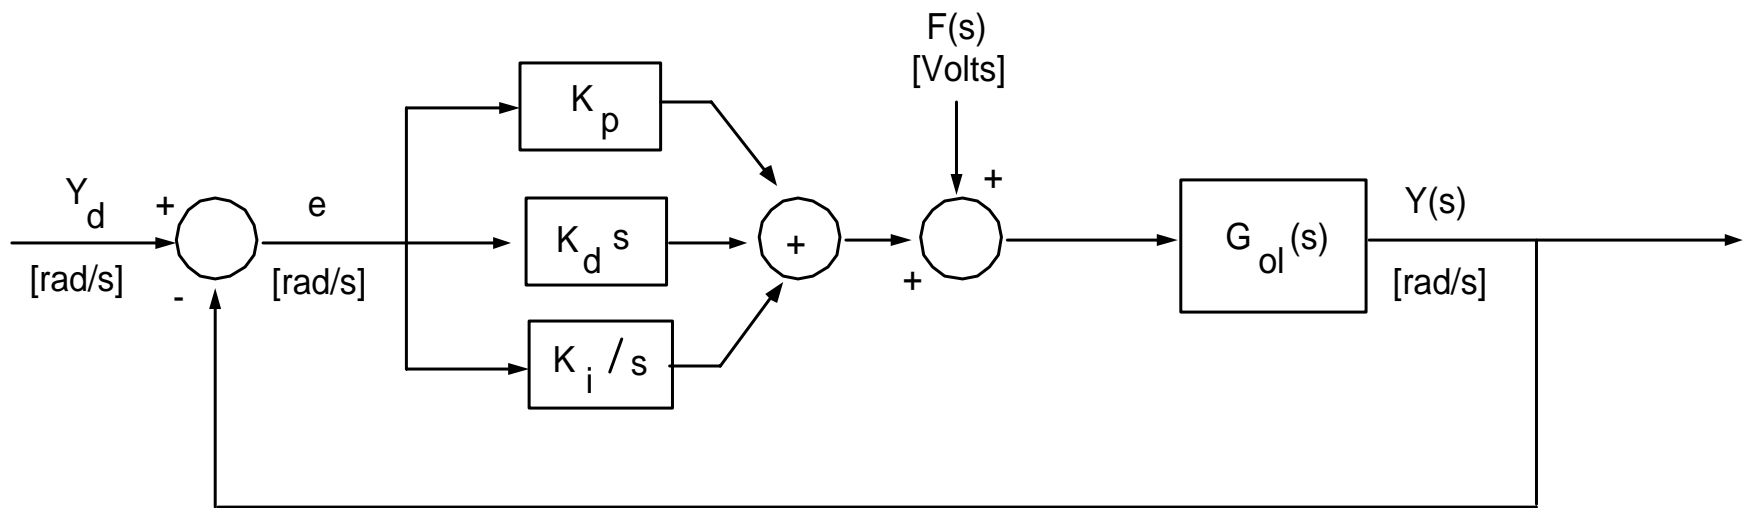 F(s)
[Volts]
K p
Y d
+
e
K d s
+
+
+
G ol (s)
Y(s)
[rad/s]
-
[rad/s]
K i / s
[rad/s]